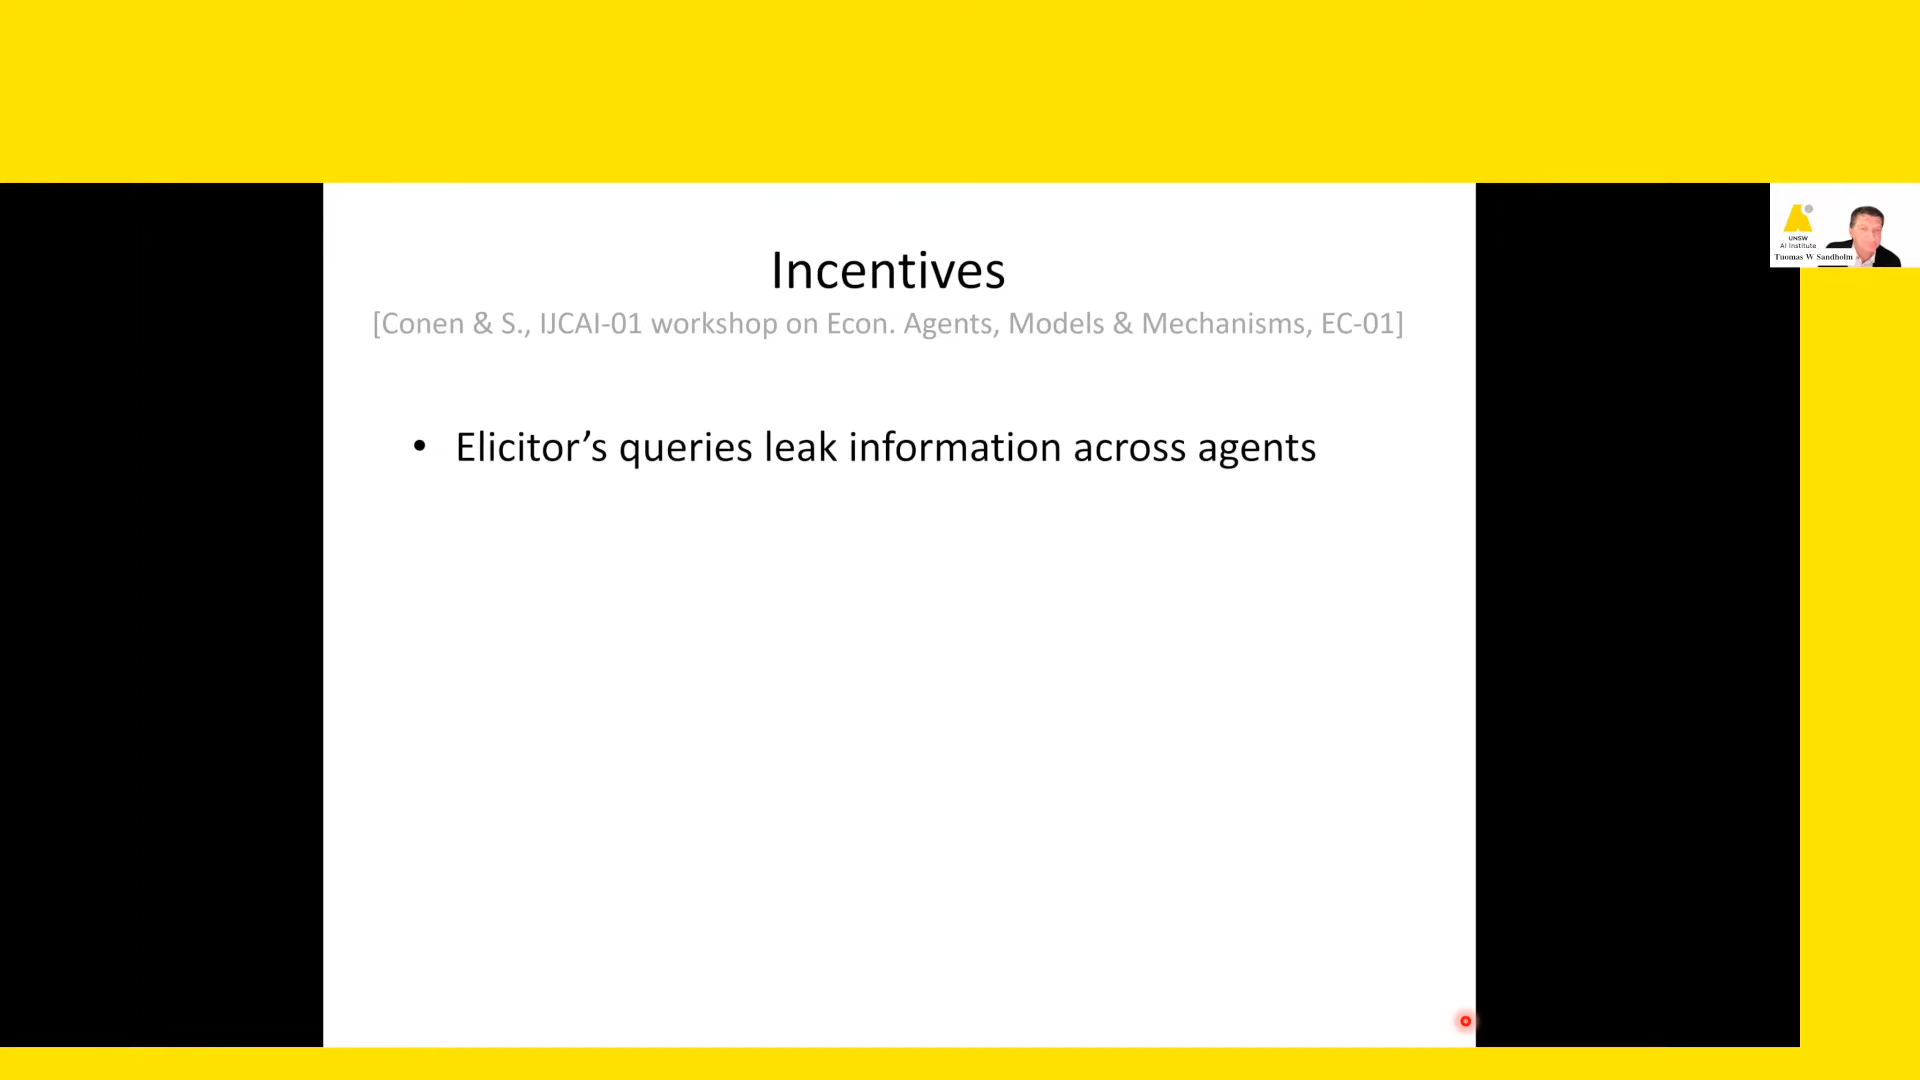 Incentives
[Conen & S., IJCAI-01 workshop on Econ. Agents, Models & Mechanisms, EC-01]
• Elicitor’s queries leak information across agents
UNSW
AI Institute
Tuomas W Sandholm